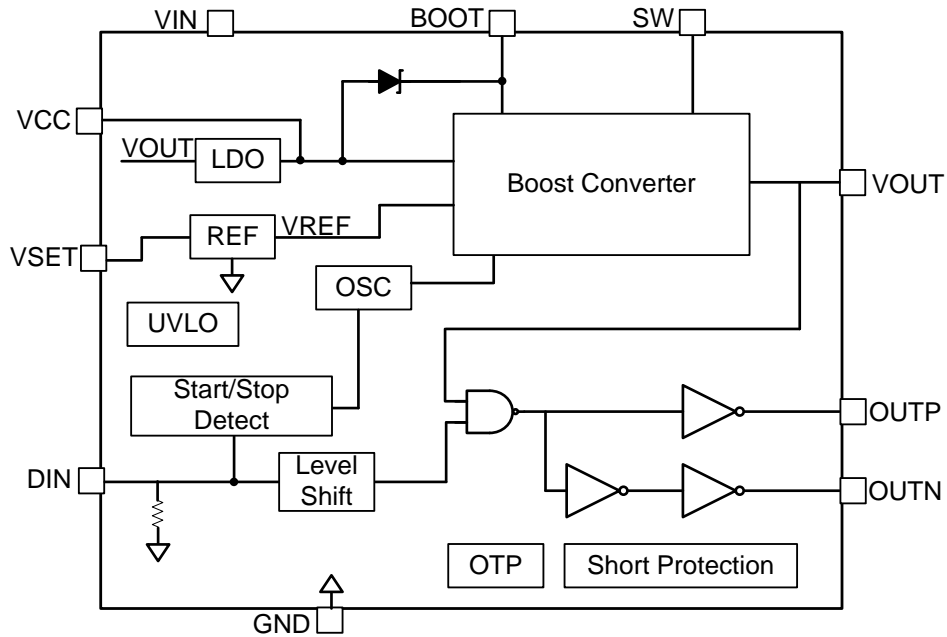 VIN
BOOT
SW
VCC
VOUT
LDO
Boost Converter
VOUT
VSET
REF
VREF
OSC
UVLO
Start/Stop
Detect
OUTP
DIN
Level
Shift
OUTN
OTP
Short Protection
GND